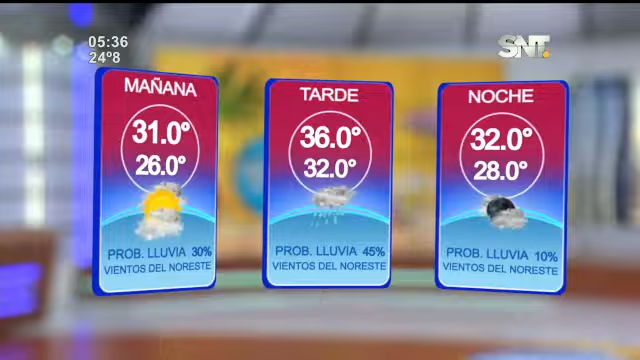 05:36
24°8
SNT.
MAÑANA
31.0°
26.0°
PROB. LLUVIA 30%
VIENTOS DEL NORESTE
TARDE
36.0°
32.0°
PROB. LLUVIA 45%
VIENTOS DEL NORESTE
NOCHE
32.0°
28.0°
PROB. LLUVIA 10%
VIENTOS DEL NORESTE